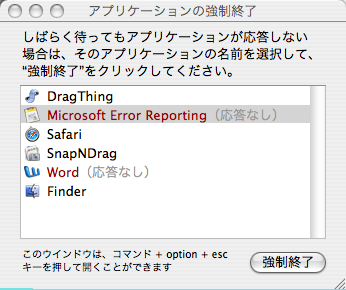 アプリケーションの強制終了
しばらく待ってもアプリケーションが応答しない
場合は、そのアプリケーションの名前を選択して、
“強制終了”をクリックしてください。
DragThing
Microsoft Error Reporting（応答なし）
Safari
SnapNDrag
Word（応答なし）
Finder
このウインドウは、コマンド + option + esc
キーを押して開くことができます
強制終了